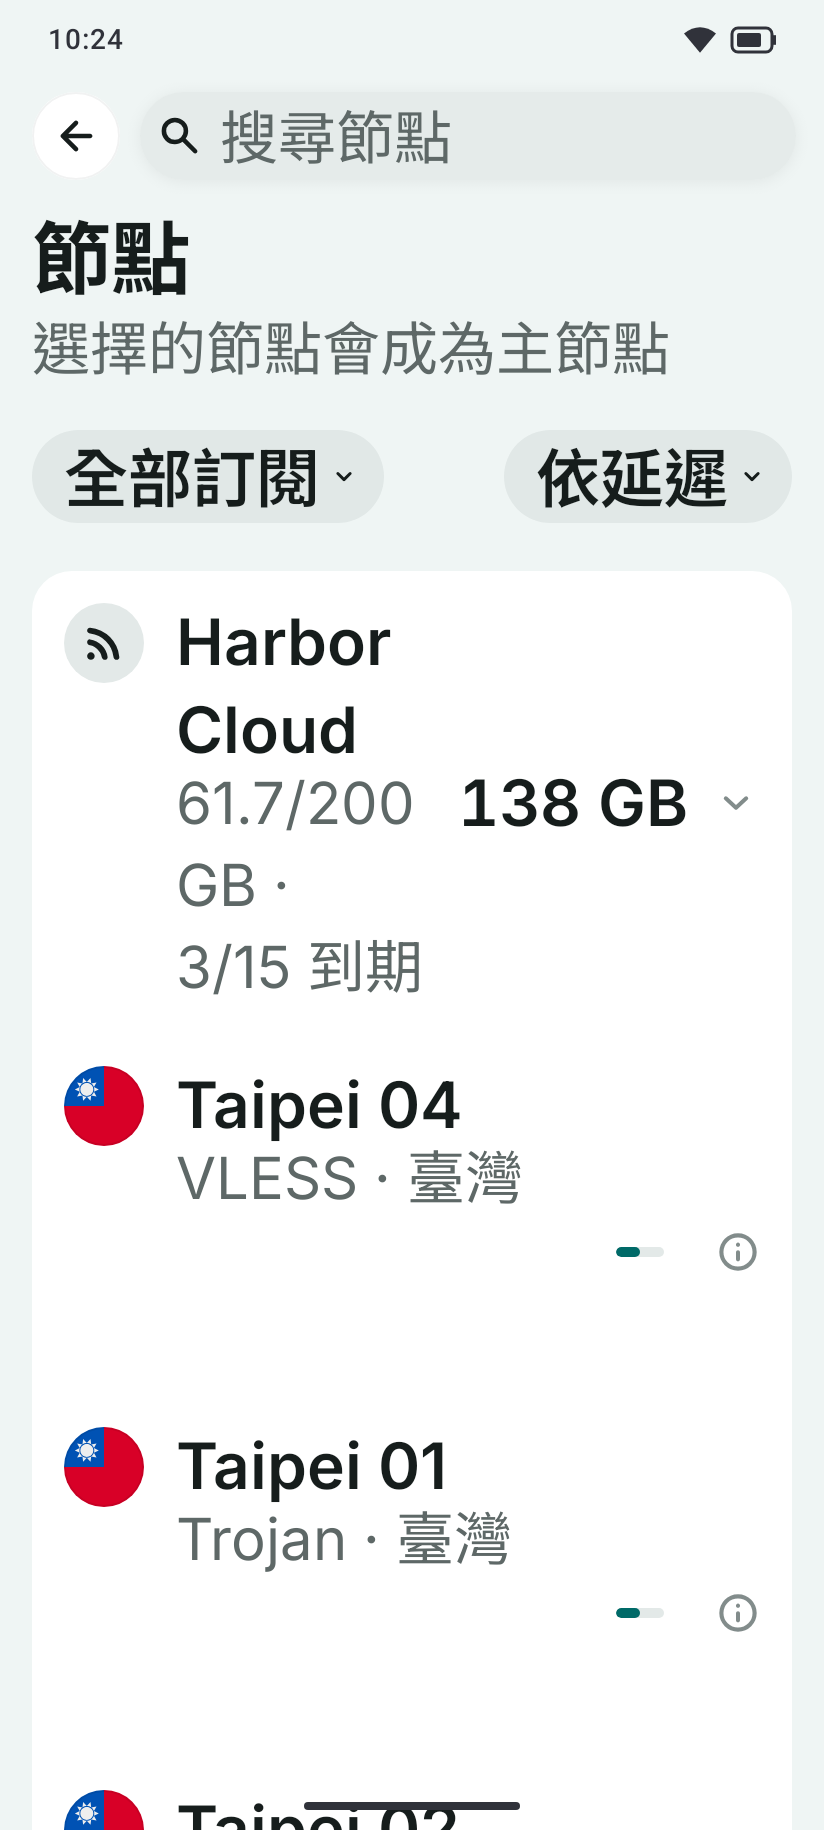 10:24
搜尋節點
節點
選擇的節點會成為主節點
全部訂閱
依延遲
Harbor
Cloud
61.7/200
GB ·
3/15 到期
138 GB
Taipei 04
VLESS · 臺灣
Taipei 01
Trojan · 臺灣
Taipei 02